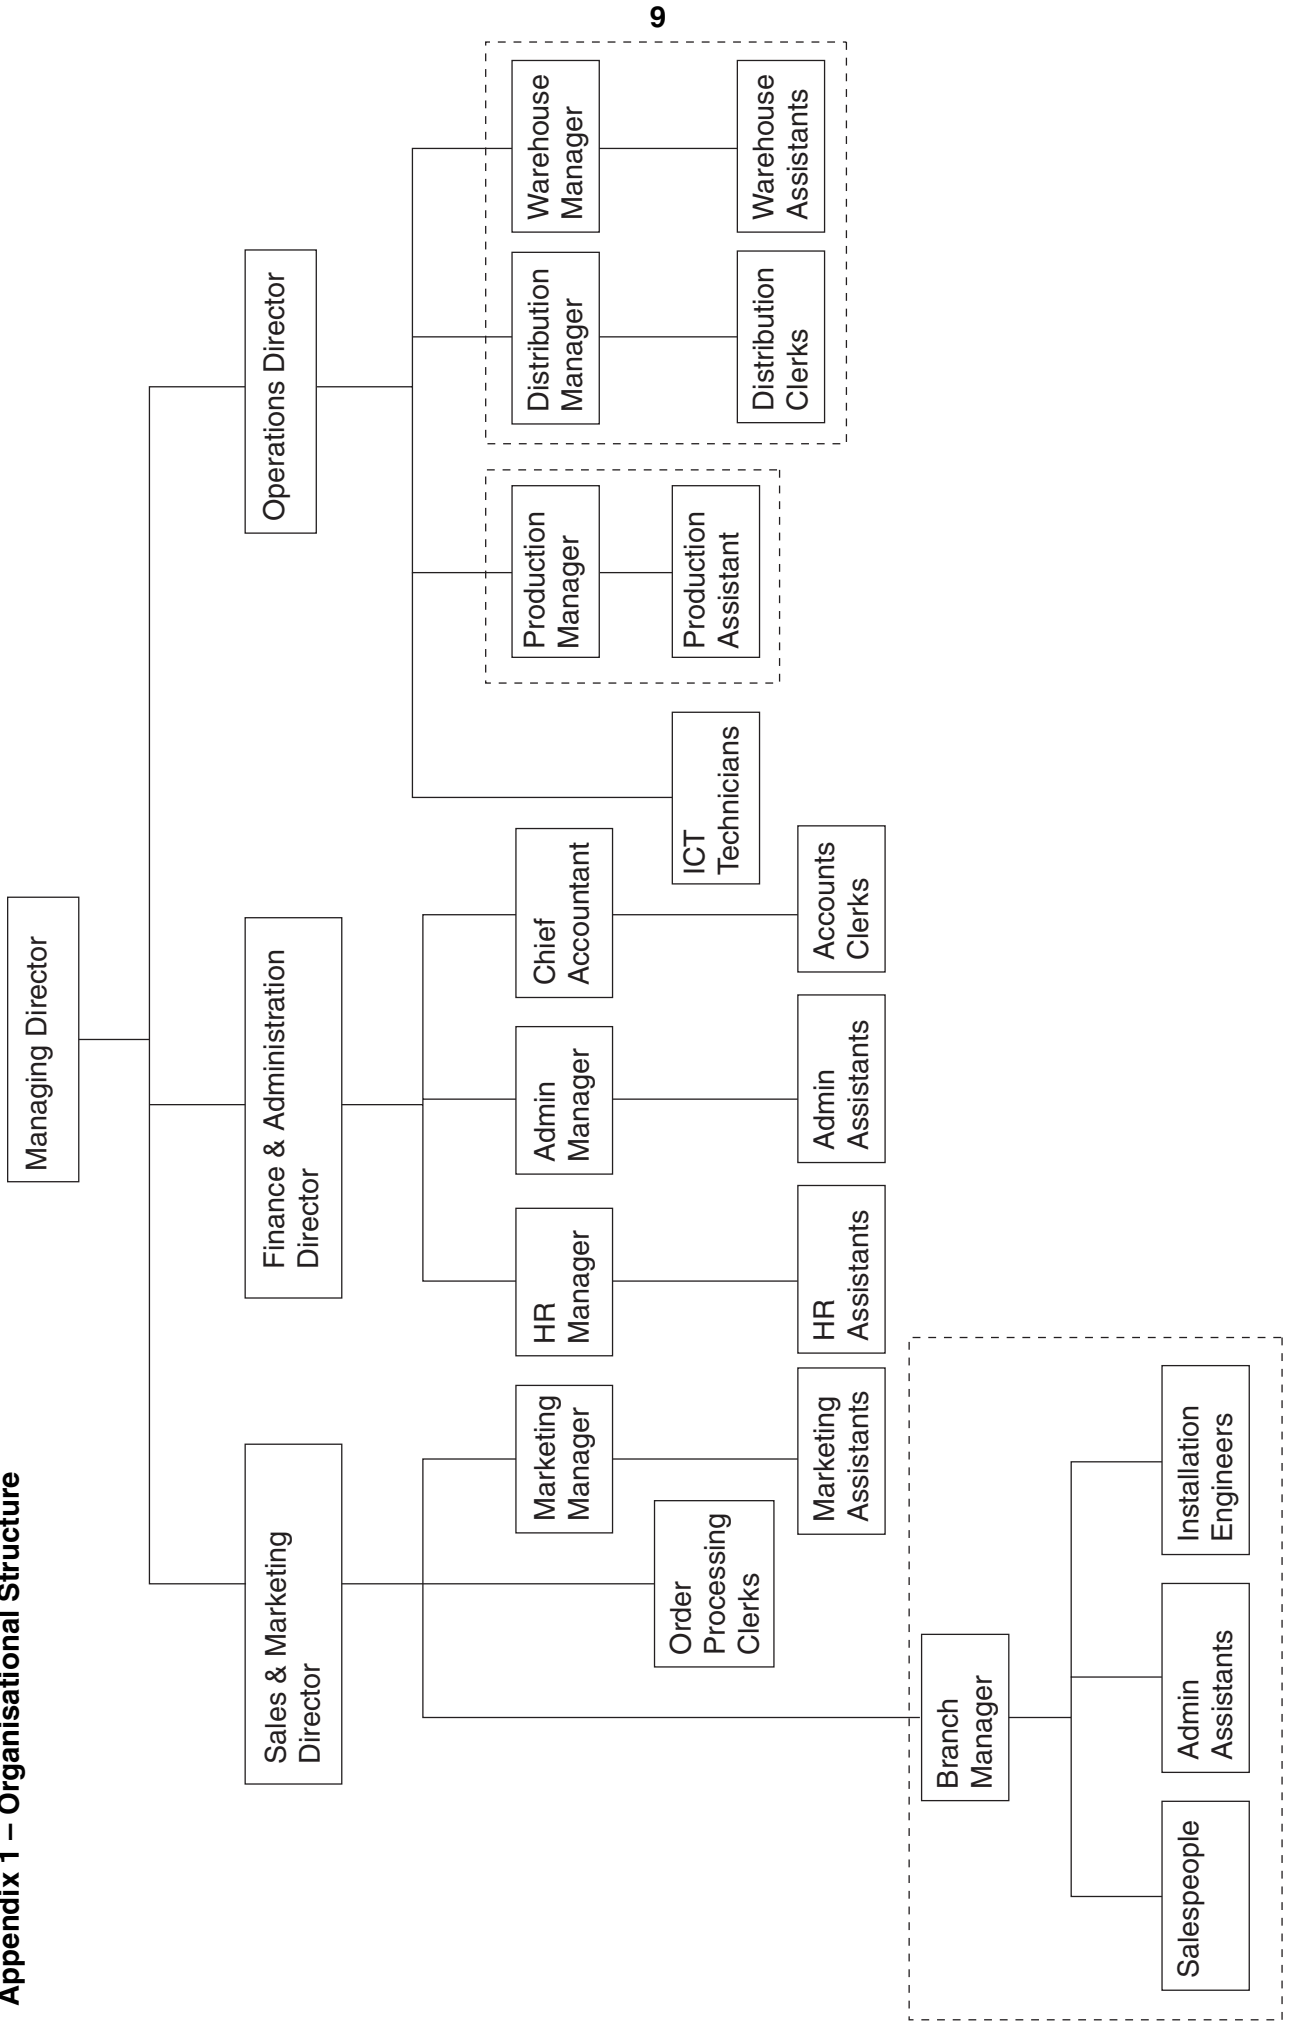 9
Appendix 1 – Organisational Structure
Managing Director
Sales & Marketing
Director
Finance & Administration
Director
Operations Director
Branch
Manager
Order
Processing
Clerks
Marketing
Manager
Marketing
Assistants
HR
Manager
HR
Assistants
Admin
Manager
Admin
Assistants
Chief
Accountant
Accounts
Clerks
ICT
Technicians
Production
Manager
Production
Assistant
Distribution
Manager
Distribution
Clerks
Warehouse
Manager
Warehouse
Assistants
Salespeople
Admin
Assistants
Installation
Engineers